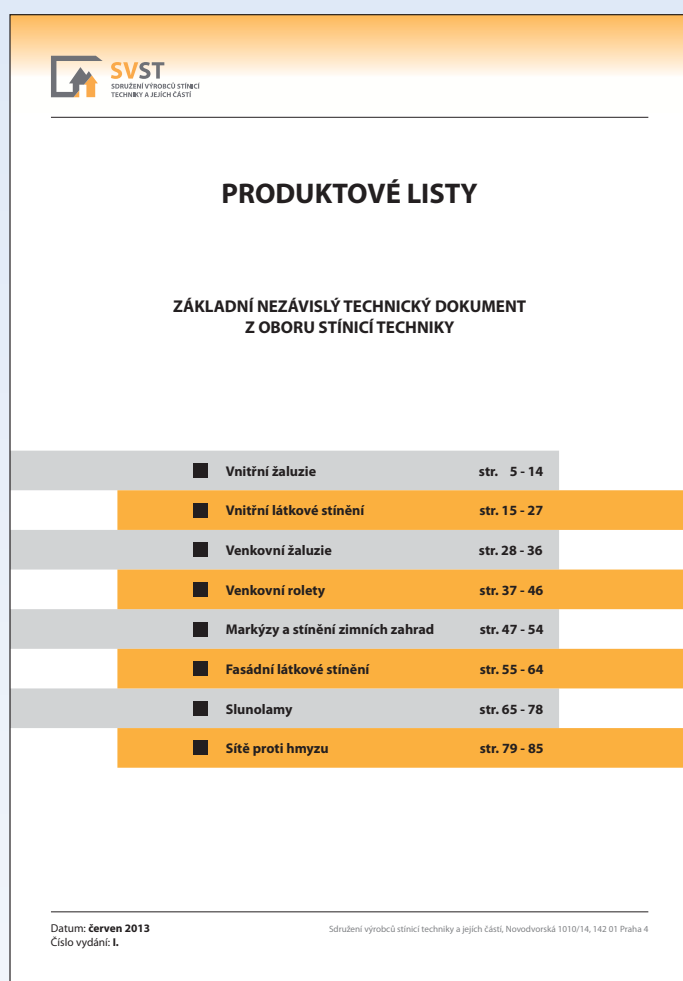 SVST
SDRUŽENÍ VÝROBCŮ STÍNICÍ
TECHNIKY A JEJÍCH ČÁSTÍ
PRODUKTOVÉ LISTY
ZÁKLADNÍ NEZÁVISLÝ TECHNICKÝ DOKUMENT
Z OBORU STÍNICÍ TECHNIKY
Vnitřní žaluzie str. 5 - 14
Vnitřní látkové stínění str. 15 - 27
Venkovní žaluzie str. 28 - 36
Venkovní rolety str. 37 - 46
Markýzy a stínění zimních zahrad str. 47 - 54
Fasádní látkové stínění str. 55 - 64
Slunolamy str. 65 - 78
Sítě proti hmyzu str. 79 - 85
Datum: červen 2013 Sdružení výrobců stínicí techniky a jejích částí, Novodvorská 1010/14, 142 01 Praha 4
Číslo vydání: I.